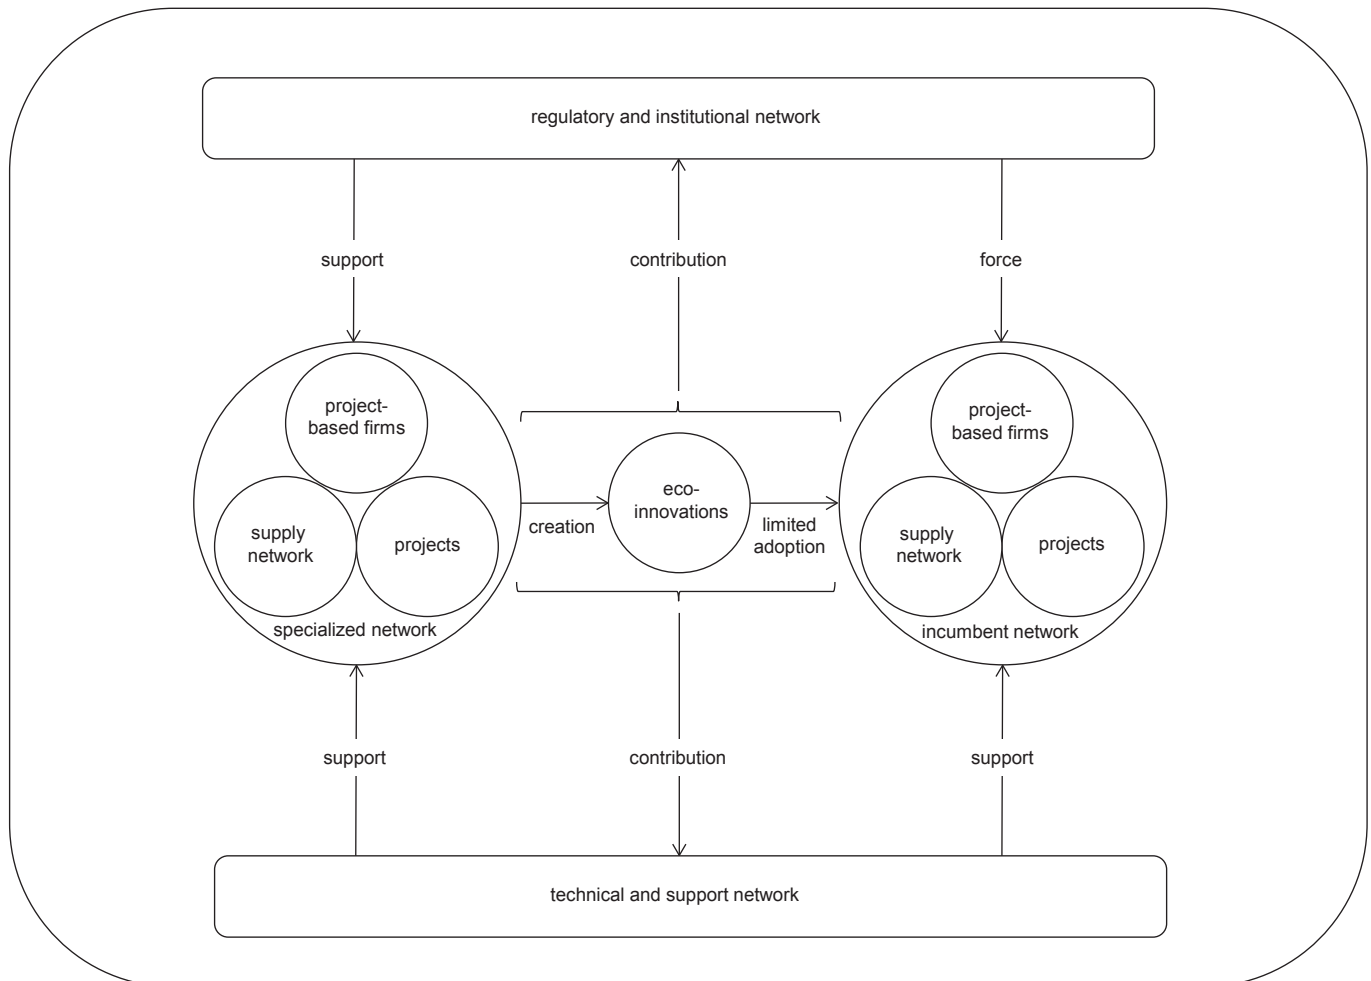 regulatory and institutional network
support
contribution
force
project-
based firms
supply
network
projects
specialized network
creation
eco-
innovations
limited
adoption
project-
based firms
supply
network
projects
incumbent network
support
contribution
support
technical and support network